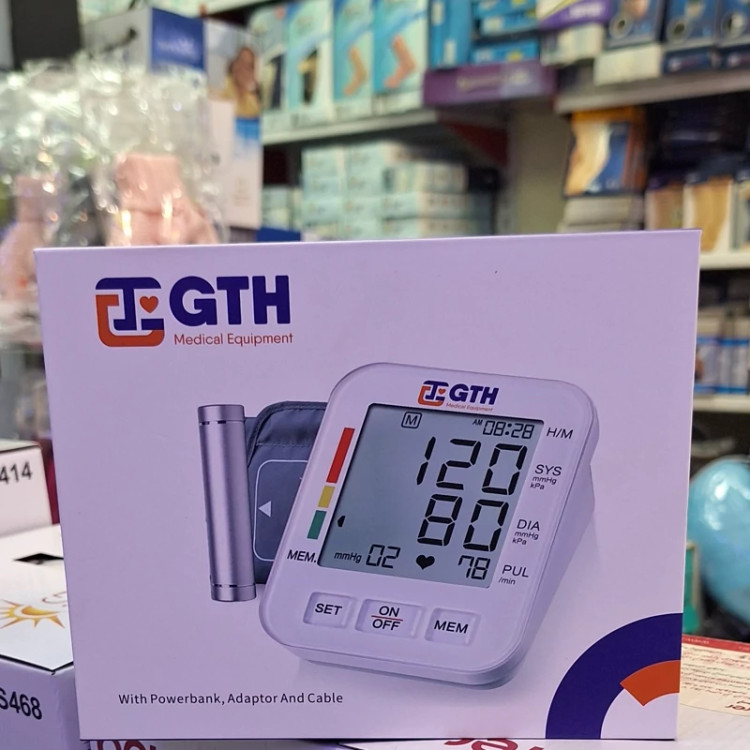 GTH
Medical Equipment
GTH
Medical Equipment
M
AM 08:28 H/M
120 SYS
mmHg
kPa
80 DIA
mmHg
kPa
MEM. mmHg 02 78 PUL
/min
SET
ON
OFF
MEM
With Powerbank, Adaptor And Cable
414
S468